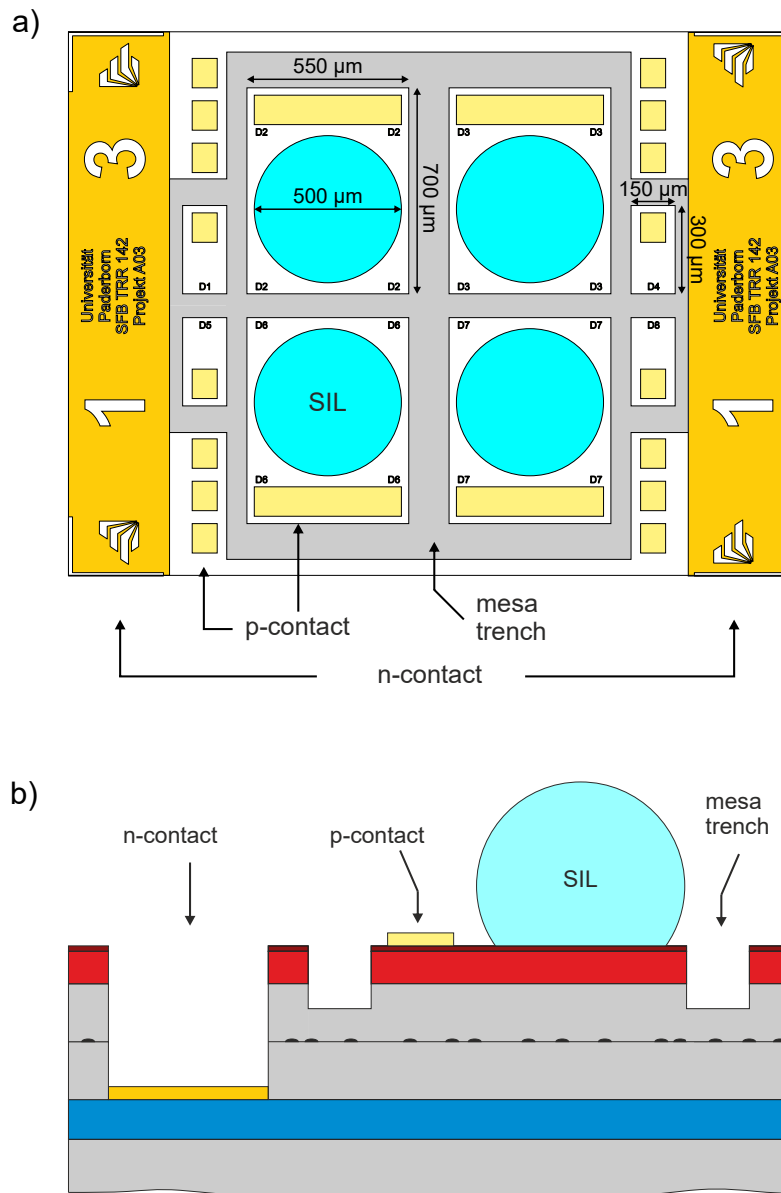 a)
3
Universität
Paderborn
SFB TRR 142
Projekt A03
1
550 µm
D2 D2
500 µm
700 µm
D2 D2
D3 D3
D3 D3
150 µm
300 µm
D1
D4
D5
D6 D6
SIL
D6 D6
D7 D7
D7 D7
D8
3
Universität
Paderborn
SFB TRR 142
Projekt A03
1
p-contact
mesa
trench
n-contact
b)
n-contact
p-contact
SIL
mesa
trench